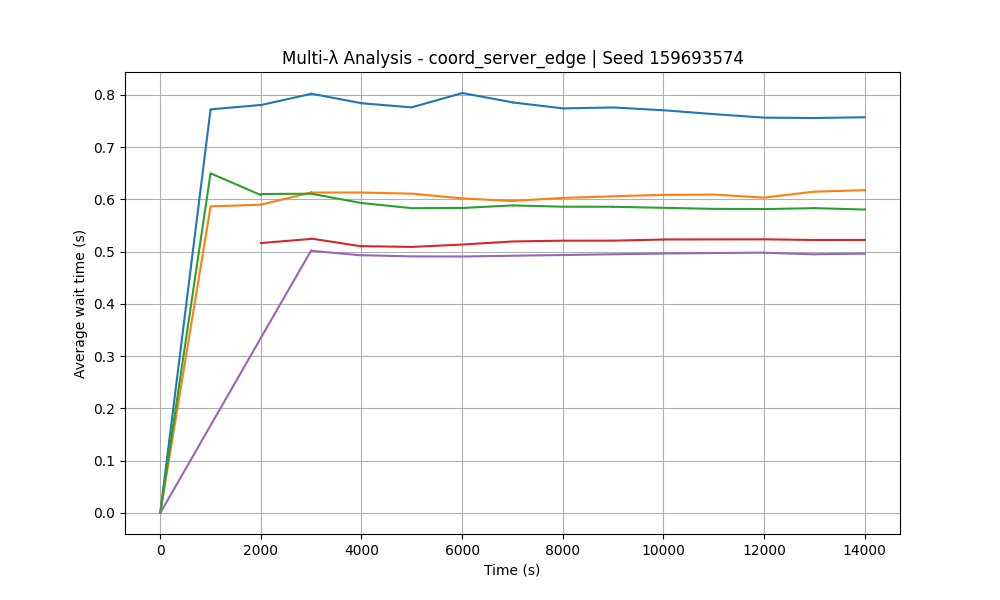 Multi-λ Analysis - coord_server_edge | Seed 159693574
Average wait time (s)
0.8
0.7
0.6
0.5
0.4
0.3
0.2
0.1
0.0
0 2000 4000 6000 8000 10000 12000 14000
Time (s)